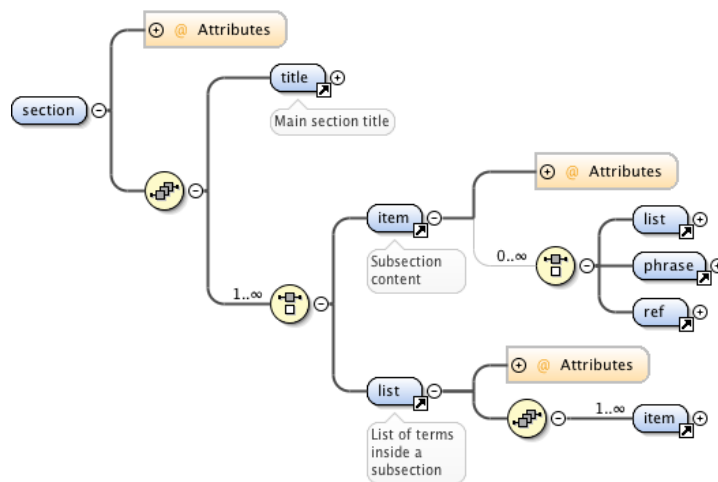 @ Attributes
title
section
Main section title
@ Attributes
list
item
0..∞
Subsection
content
phrase
1..∞
ref
@ Attributes
list
1..∞
item
List of terms
inside a
subsection